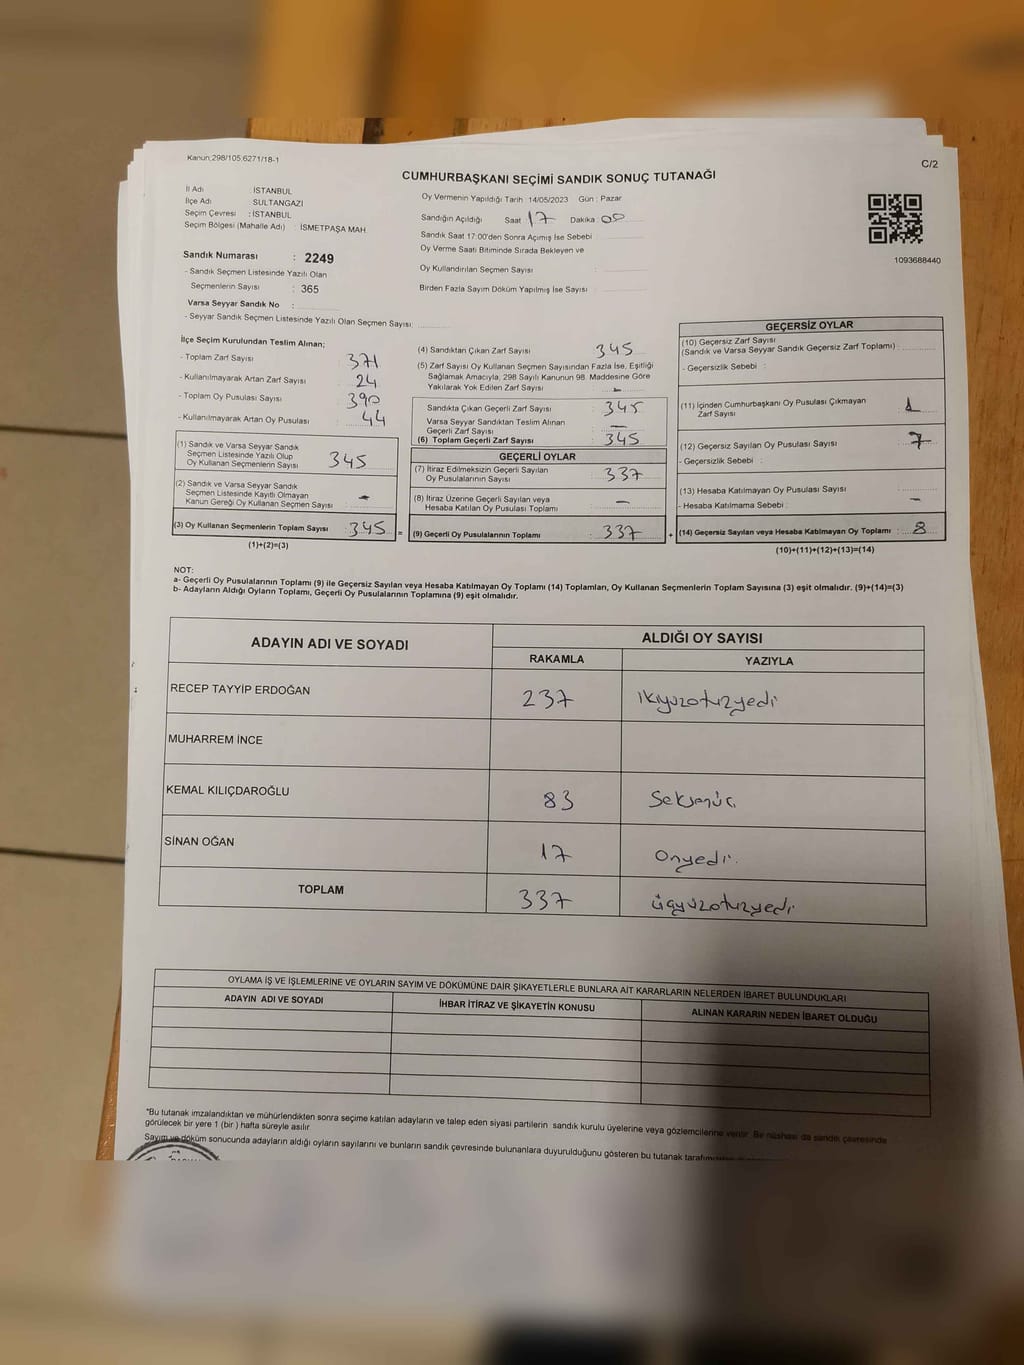 Kanun;298/105;6271/18-1
C/2
CUMHURBAŞKANI SEÇİMİ SANDIK SONUÇ TUTANAĞI
İl Adı İSTANBUL
İlçe Adı SULTANGAZİ
Seçim Çevresi : İSTANBUL
Seçim Bölgesi (Mahalle Adı) : İSMETPAŞA MAH
Oy Vermenin Yapıldığı Tarih 14/05/2023 Gün : Pazar
Sandığın Açıldığı Saat 17 Dakika : 00
Sandık Saat 17:00'den Sonra Açımış İse Sebebi
Oy Verme Saati Bitiminde Sırada Bekleyen ve
Oy Kullandırılan Seçmen Sayısı :
Birden Fazla Sayım Döküm Yapılmış İse Sayısı :
1093688440
Sandık Numarası : 2249
- Sandık Seçmen Listesinde Yazılı Olan
Seçmenlerin Sayısı : 365
Varsa Seyyar Sandık No :
- Seyyar Sandık Seçmen Listesinde Yazılı Olan Seçmen Sayısı:
İlçe Seçim Kurulundan Teslim Alınan;
- Toplam Zarf Sayısı : 371
- Kullanılmayarak Artan Zarf Sayısı : 24
- Toplam Oy Pusulası Sayısı : 390
- Kullanılmayarak Artan Oy Pusulası : 44
(1) Sandık ve Varsa Seyyar Sandık
Seçmen Listesinde Yazılı Olup
Oy Kullanan Seçmenlerin Sayısı 345
(2) Sandık ve Varsa Seyyar Sandık
Seçmen Listesinde Kayıtlı Olmayan
Kanun Gereği Oy Kullanan Seçmen Sayısı : -
(3) Oy Kullanan Seçmenlerin Toplam Sayısı : 345 =
(1)+(2)=(3)
(4) Sandıktan Çıkan Zarf Sayısı : 345
(5) Zarf Sayısı Oy Kullanan Seçmen Sayısından Fazla İse, Eşitliği
Sağlamak Amacıyla, 298 Sayılı Kanunun 98. Maddesine Göre
Yakılarak Yok Edilen Zarf Sayısı : -
Sandıkta Çıkan Geçerli Zarf Sayısı : 345
Varsa Seyyar Sandıktan Teslim Alınan
Geçerli Zarf Sayısı : -
(6) Toplam Geçerli Zarf Sayısı : 345
GEÇERLİ OYLAR
(7) İtiraz Edilmeksizin Geçerli Sayılan
Oy Pusulalarının Sayısı : 337
(8) İtiraz Üzerine Geçerli Sayılan veya
Hesaba Katılan Oy Pusulası Toplamı : -
(9) Geçerli Oy Pusulalarının Toplamı : 337 +
GEÇERSİZ OYLAR
(10) Geçersiz Zarf Sayısı
(Sandık ve Varsa Seyyar Sandık Geçersiz Zarf Toplamı) :
- Geçersizlik Sebebi :
(11) İçinden Cumhurbaşkanı Oy Pusulası Çıkmayan
Zarf Sayısı : 1
(12) Geçersiz Sayılan Oy Pusulası Sayısı : 7
- Geçersizlik Sebebi :
(13) Hesaba Katılmayan Oy Pusulası Sayısı : -
- Hesaba Katılmama Sebebi :
(14) Geçersiz Sayılan veya Hesaba Katılmayan Oy Toplamı : 8
(10)+(11)+(12)+(13)=(14)
NOT:
a- Geçerli Oy Pusulalarının Toplamı (9) ile Geçersiz Sayılan veya Hesaba Katılmayan Oy Toplamı (14) Toplamları, Oy Kullanan Seçmenlerin Toplam Sayısına (3) eşit olmalıdır. (9)+(14)=(3)
b- Adayların Aldığı Oyların Toplamı, Geçerli Oy Pusulalarının Toplamına (9) eşit olmalıdır.
ADAYIN ADI VE SOYADI
ALDIĞI OY SAYISI
RAKAMLA YAZIYLA
RECEP TAYYİP ERDOĞAN 237 ikiyüzotuzyedi
MUHARREM İNCE
KEMAL KILIÇDAROĞLU 83 Seksenüç
SİNAN OĞAN 17 Onyedi.
TOPLAM 337 üçyüzotuzyedi
OYLAMA İŞ VE İŞLEMLERİNE VE OYLARIN SAYIM VE DÖKÜMÜNE DAİR ŞİKAYETLERLE BUNLARA AİT KARARLARIN NELERDEN İBARET BULUNDUKLARI
ADAYIN ADI VE SOYADI İHBAR İTİRAZ VE ŞİKAYETİN KONUSU ALINAN KARARIN NEDEN İBARET OLDUĞU
*Bu tutanak imzalandıktan ve mühürlendikten sonra seçime katılan adayların ve talep eden siyasi partilerin sandık kurulu üyelerine veya gözlemcilerine verilir. Bir nüshası da sandık çevresinde
görülecek bir yere 1 (bir) hafta süreyle asılır
Sayım ve döküm sonucunda adayların aldığı oyların sayılarını ve bunların sandık çevresinde bulunanlara duyurulduğunu gösteren bu tutanak